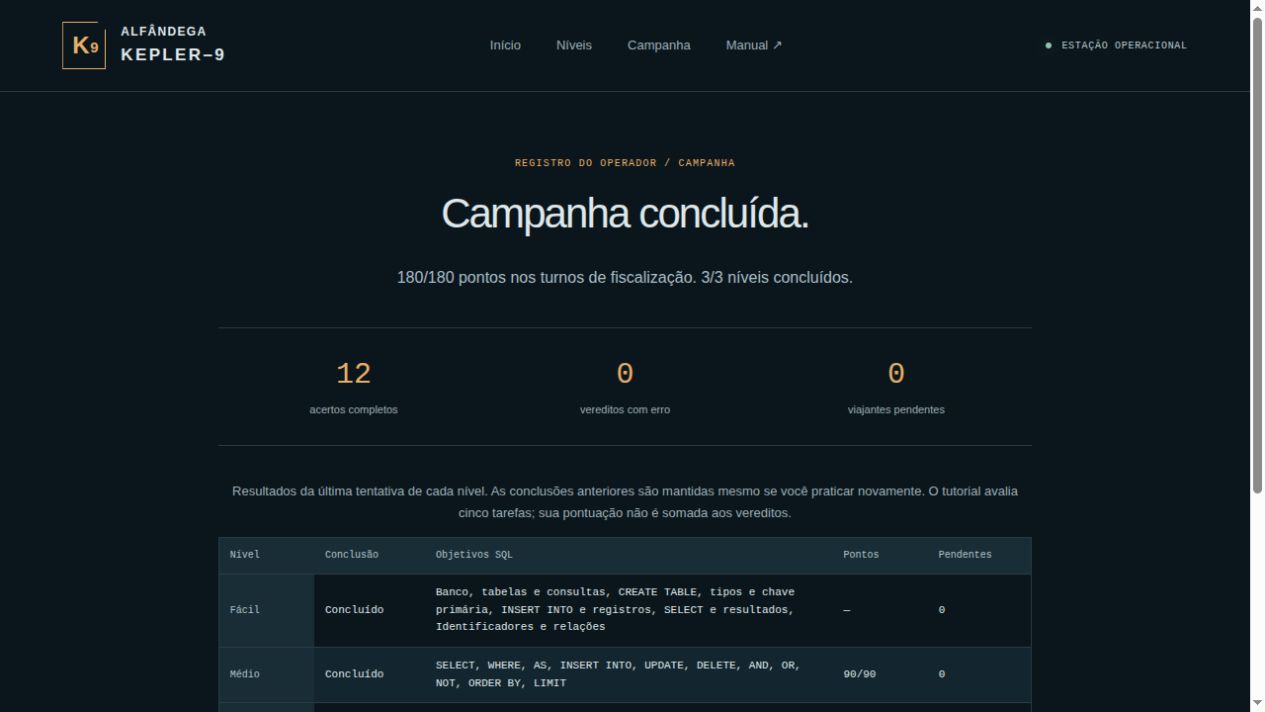 K9
ALFÂNDEGA
KEPLER–9
Início
Níveis
Campanha
Manual ↗
ESTAÇÃO OPERACIONAL
REGISTRO DO OPERADOR / CAMPANHA
Campanha concluída.
180/180 pontos nos turnos de fiscalização. 3/3 níveis concluídos.
12
acertos completos
0
vereditos com erro
0
viajantes pendentes
Resultados da última tentativa de cada nível. As conclusões anteriores são mantidas mesmo se você praticar novamente. O tutorial avalia
cinco tarefas; sua pontuação não é somada aos vereditos.
Nível Conclusão Objetivos SQL Pontos Pendentes
Banco, tabelas e consultas, CREATE TABLE, tipos e chave
Fácil Concluído primária, INSERT INTO e registros, SELECT e resultados, — 0
Identificadores e relações
SELECT, WHERE, AS, INSERT INTO, UPDATE, DELETE, AND, OR,
Médio Concluído NOT, ORDER BY, LIMIT 90/90 0